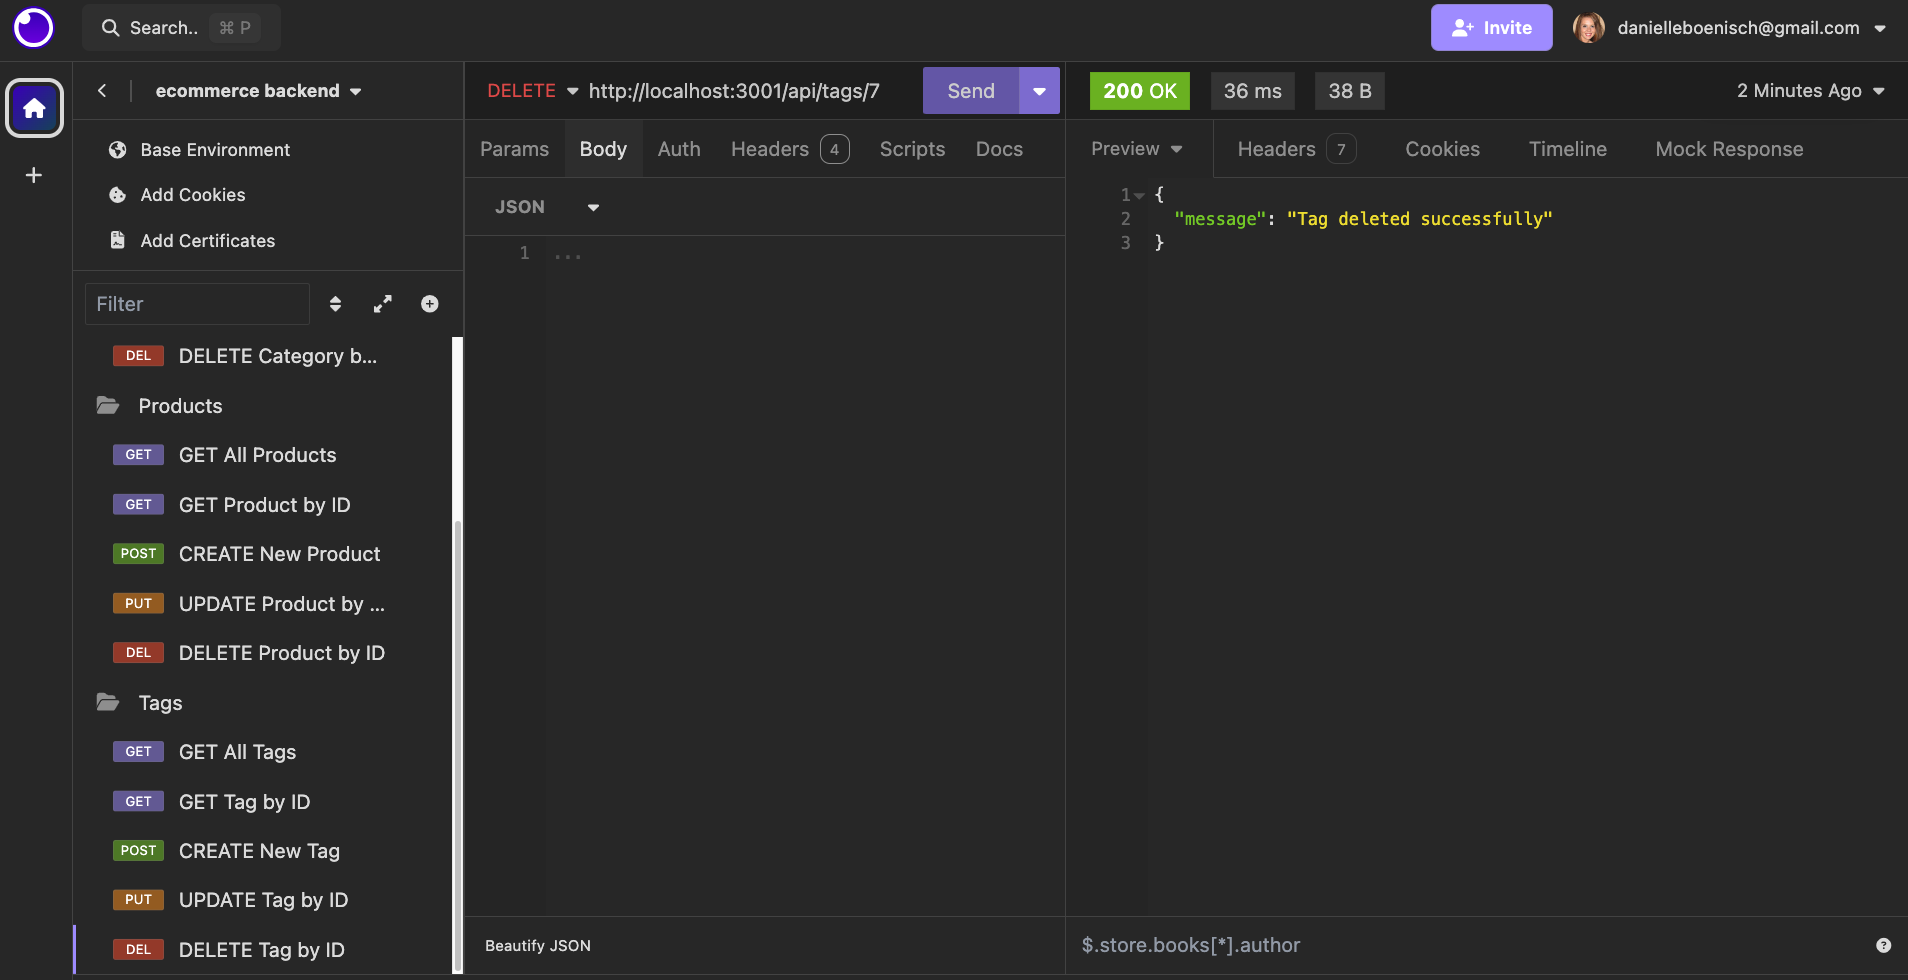 Search.. ⌘ P
Invite
danielleboenisch@gmail.com
ecommerce backend
Base Environment
Add Cookies
Add Certificates
Filter
DEL DELETE Category b...
Products
GET GET All Products
GET GET Product by ID
POST CREATE New Product
PUT UPDATE Product by ...
DEL DELETE Product by ID
Tags
GET GET All Tags
GET GET Tag by ID
POST CREATE New Tag
PUT UPDATE Tag by ID
DEL DELETE Tag by ID
DELETE http://localhost:3001/api/tags/7 Send
Params Body Auth Headers 4 Scripts Docs
JSON
1 ...
Beautify JSON
200 OK 36 ms 38 B 2 Minutes Ago
Preview Headers 7 Cookies Timeline Mock Response
1 {
2 "message": "Tag deleted successfully"
3 }
$.store.books[*].author